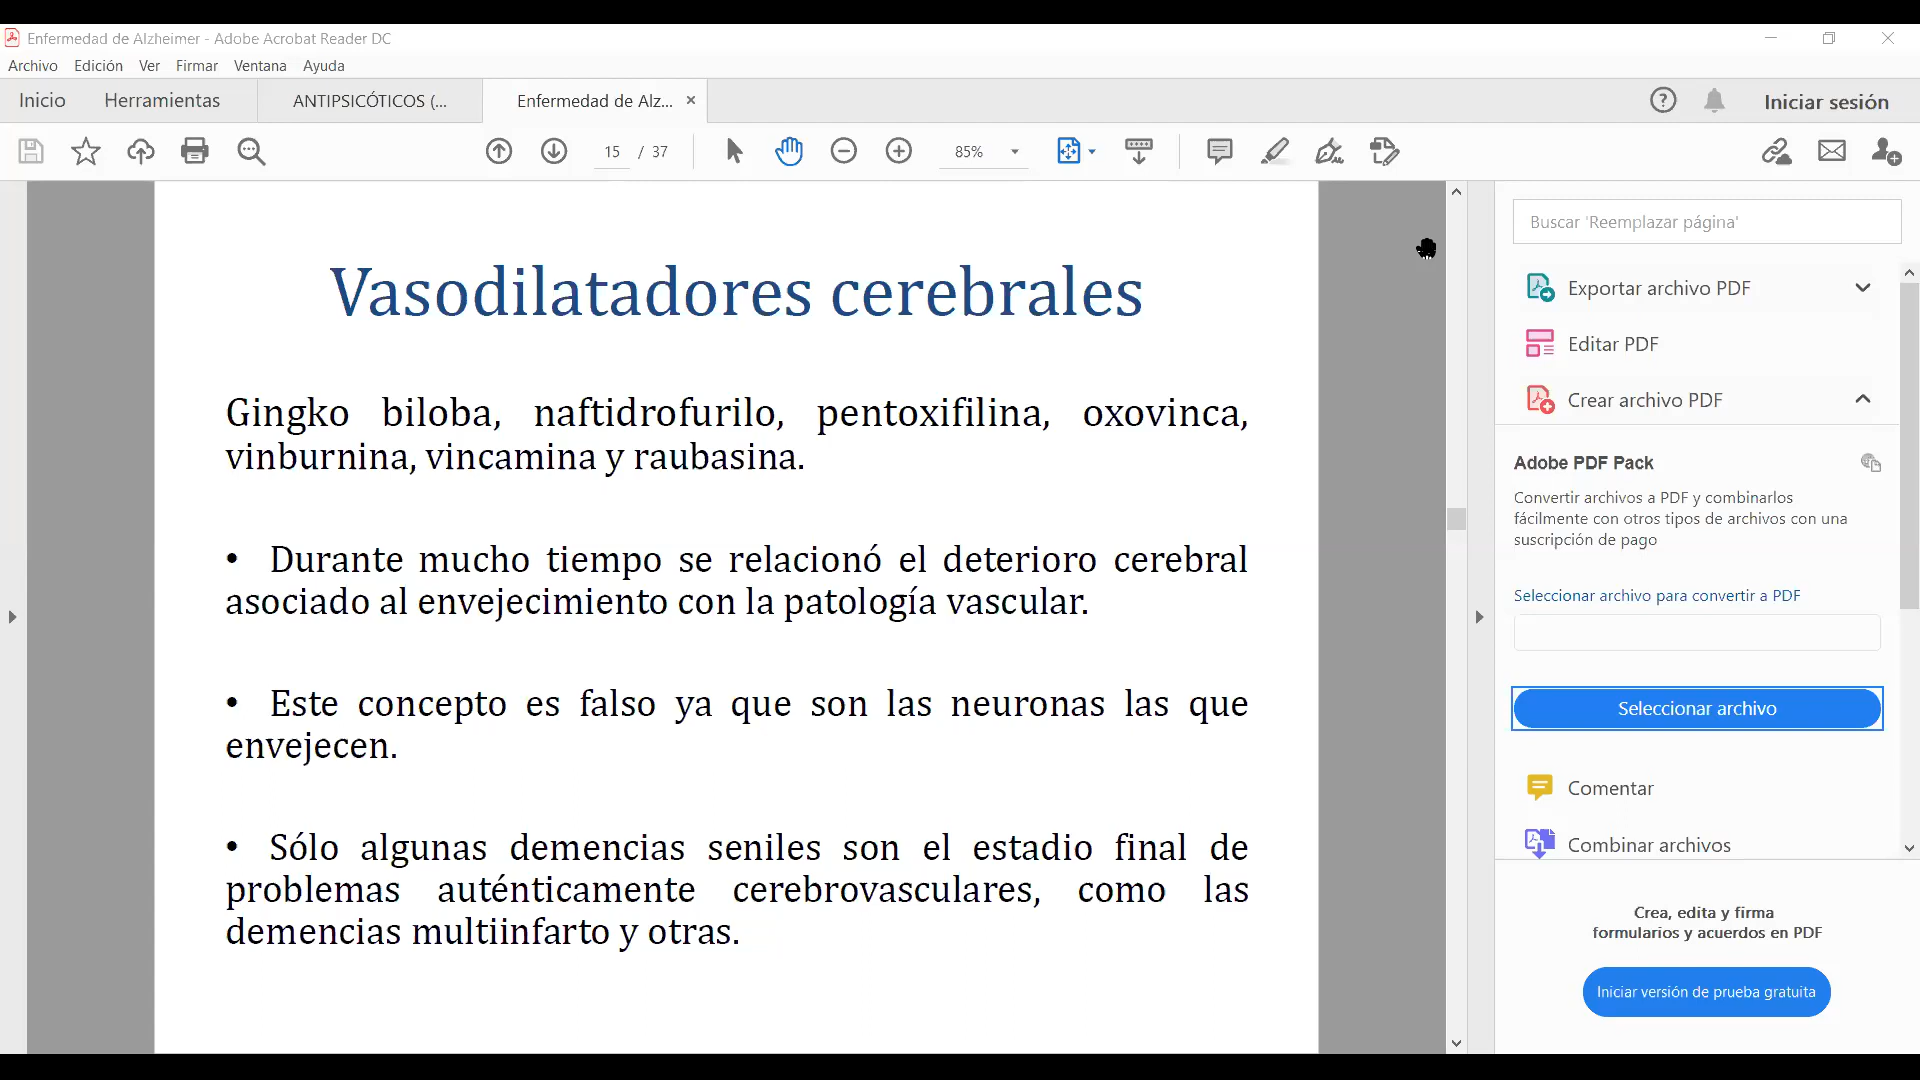 Enfermedad de Alzheimer - Adobe Acrobat Reader DC
Archivo Edición Ver Firmar Ventana Ayuda
Inicio Herramientas ANTIPSICÓTICOS (... Enfermedad de Alz... × Iniciar sesión
15 / 37 85%
Vasodilatadores cerebrales
Gingko biloba, naftidrofurilo, pentoxifilina, oxovinca,
vinburnina, vincamina y raubasina.
• Durante mucho tiempo se relacionó el deterioro cerebral
asociado al envejecimiento con la patología vascular.
• Este concepto es falso ya que son las neuronas las que
envejecen.
• Sólo algunas demencias seniles son el estadio final de
problemas auténticamente cerebrovasculares, como las
demencias multiinfarto y otras.
Buscar 'Reemplazar página'
Exportar archivo PDF
Editar PDF
Crear archivo PDF
Adobe PDF Pack
Convertir archivos a PDF y combinarlos
fácilmente con otros tipos de archivos con una
suscripción de pago
Seleccionar archivo para convertir a PDF
Seleccionar archivo
Comentar
Combinar archivos
Crea, edita y firma
formularios y acuerdos en PDF
Iniciar versión de prueba gratuita